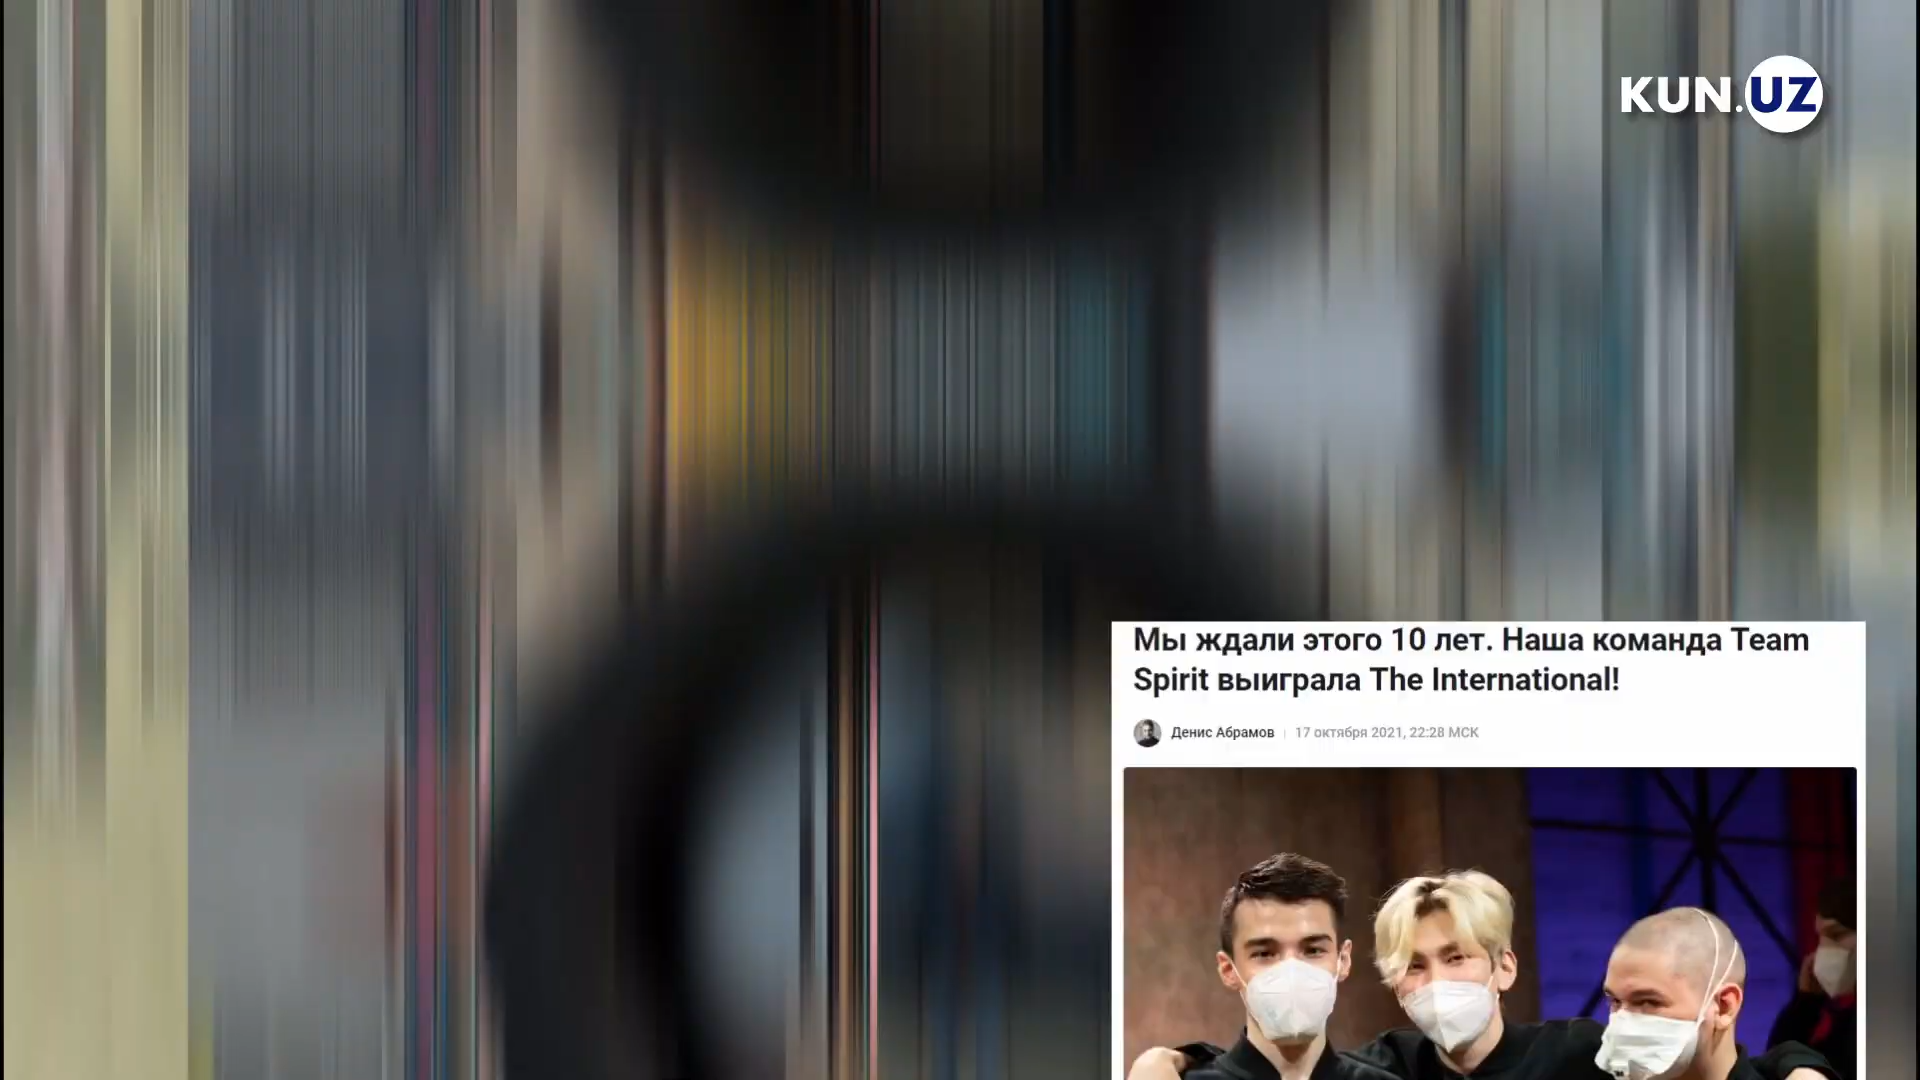 KUN.UZ
Мы ждали этого 10 лет. Наша команда Team
Spirit выиграла The International!
Денис Абрамов | 17 октября 2021, 22:28 МСК